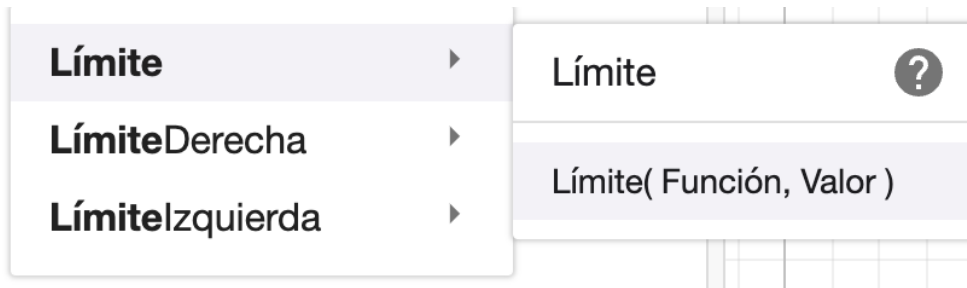 Límite
LímiteDerecha
LímiteIzquierda
Límite
?
Límite( Función, Valor )